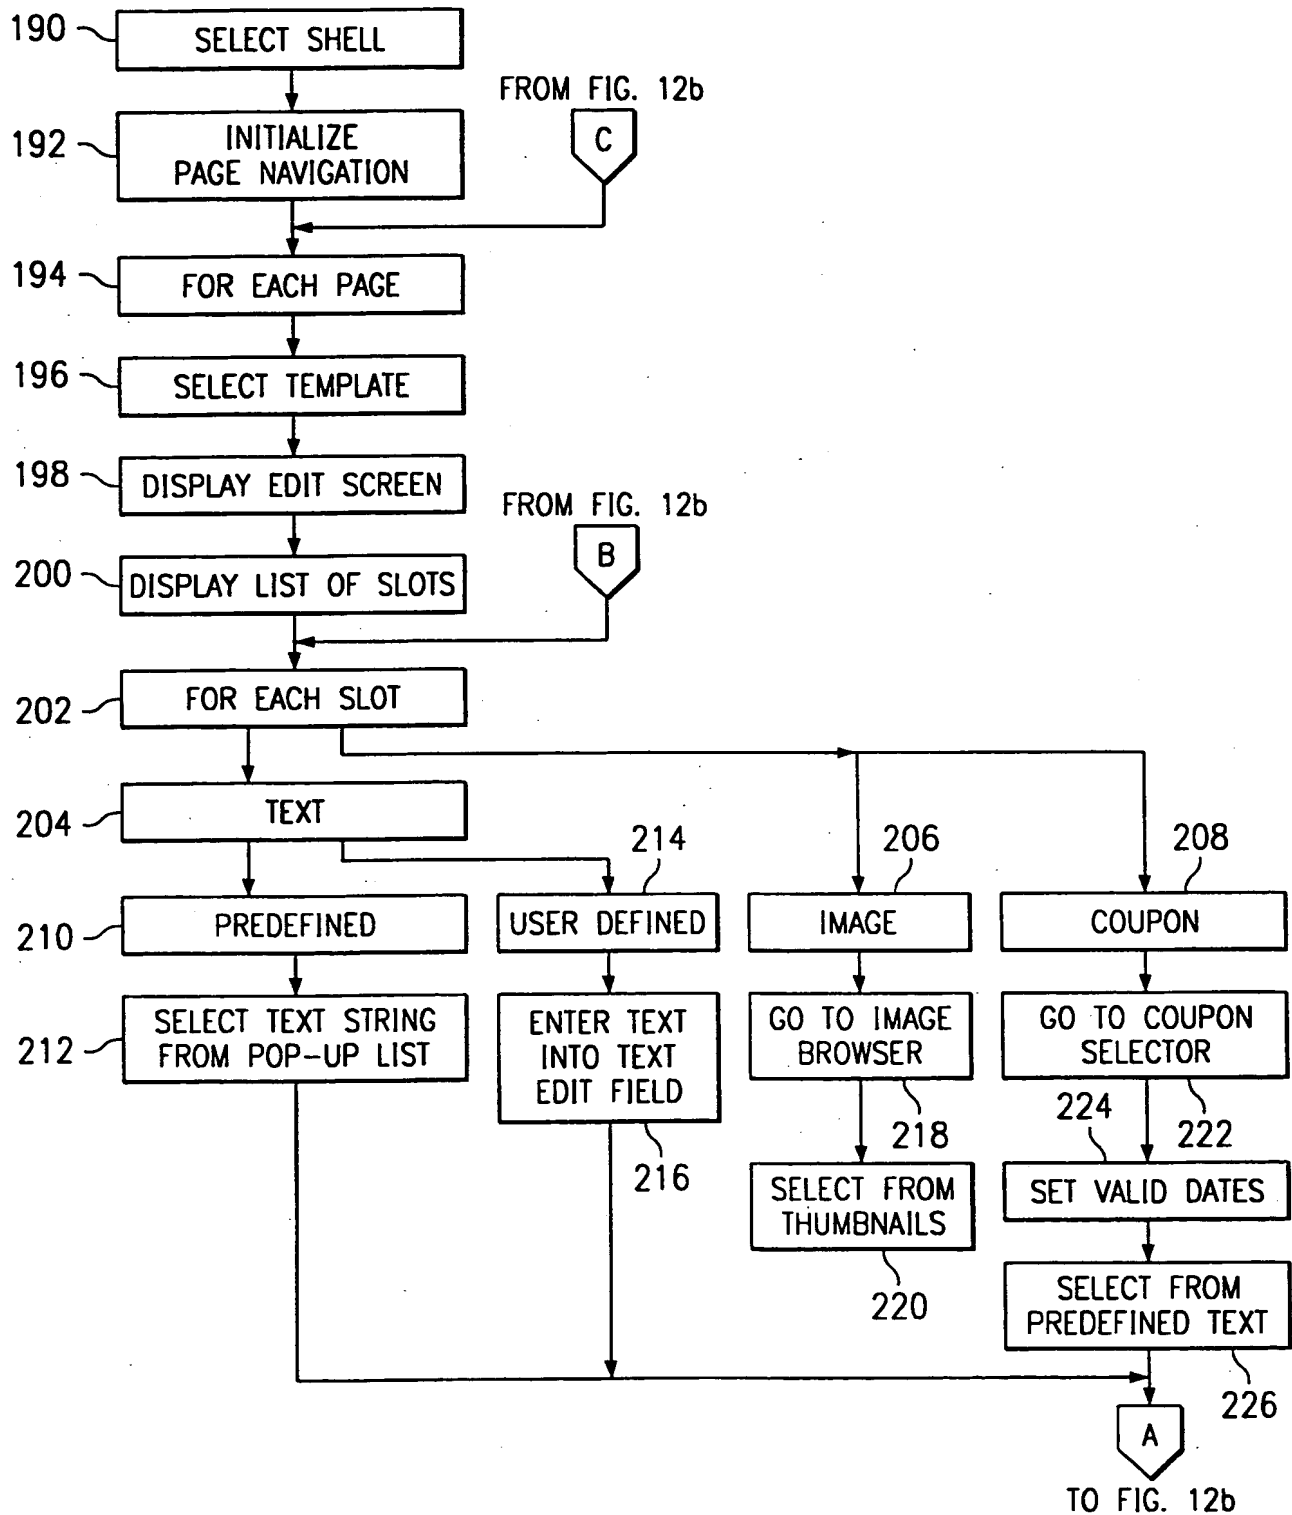 190
SELECT SHELL
FROM FIG. 12b
C
192
INITIALIZE
PAGE NAVIGATION
194
FOR EACH PAGE
196
SELECT TEMPLATE
198
DISPLAY EDIT SCREEN
FROM FIG. 12b
B
200
DISPLAY LIST OF SLOTS
202
FOR EACH SLOT
204
TEXT
214
206
208
210
PREDEFINED
USER DEFINED
IMAGE
COUPON
212
SELECT TEXT STRING
FROM POP-UP LIST
ENTER TEXT
INTO TEXT
EDIT FIELD
GO TO IMAGE
BROWSER
GO TO COUPON
SELECTOR
216
218
224
222
SELECT FROM
THUMBNAILS
SET VALID DATES
220
SELECT FROM
PREDEFINED TEXT
226
A
TO FIG. 12b